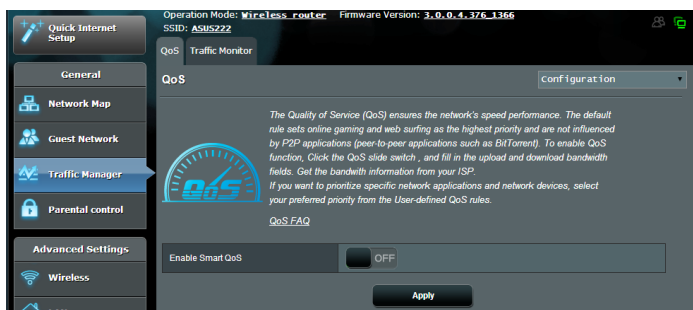 Quick Internet
Setup
Operation Mode: Wireless router Firmware Version: 3.0.0.4.376_1366
SSID: ASUS222
QoS Traffic Monitor
General
Network Map
Guest Network
Traffic Manager
Parental control
Advanced Settings
Wireless
QoS
Configuration
The Quality of Service (QoS) ensures the network's speed performance. The default
rule sets online gaming and web surfing as the highest priority and are not influenced
by P2P applications (peer-to-peer applications such as BitTorrent). To enable QoS
function, Click the QoS slide switch , and fill in the upload and download bandwidth
fields. Get the bandwith information from your ISP.
If you want to prioritize specific network applications and network devices, select
your preferred priority from the User-defined QoS rules.
QoS
QoS FAQ
Enable Smart QoS
OFF
Apply